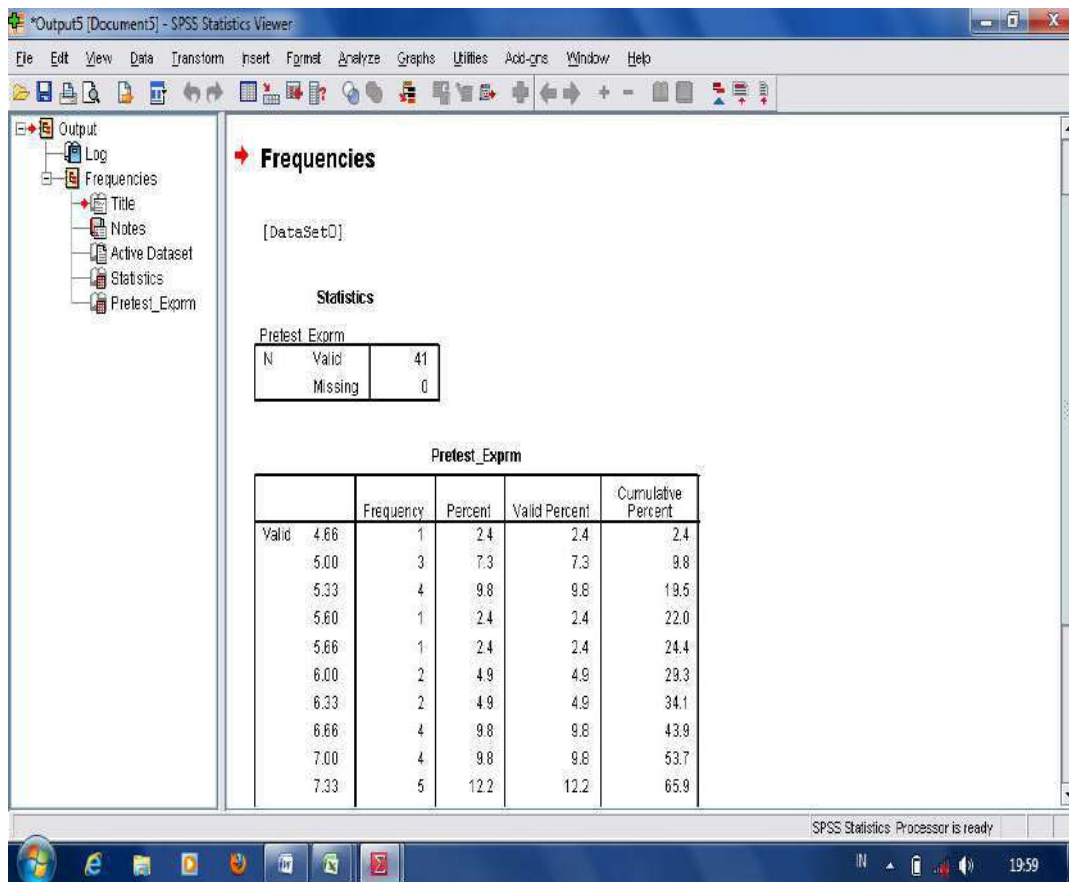 *Output5 [Document5] - SPSS Statistics Viewer
File Edit View Data Transform Insert Format Analyze Graphs Utilities Add-ons Window Help
Output
Log
Frequencies
Title
Notes
Active Dataset
Statistics
Pretest_Exprm
Frequencies
[DataSet0]
Statistics
Pretest_Exprm
N Valid 41
Missing 0
Pretest_Exprm
Frequency Percent Valid Percent Cumulative Percent
Valid 4.66 1 2.4 2.4 2.4
5.00 3 7.3 7.3 9.8
5.33 4 9.8 9.8 19.5
5.60 1 2.4 2.4 22.0
5.66 1 2.4 2.4 24.4
6.00 2 4.9 4.9 29.3
6.33 2 4.9 4.9 34.1
6.66 4 9.8 9.8 43.9
7.00 4 9.8 9.8 53.7
7.33 5 12.2 12.2 65.9
SPSS Statistics Processor is ready
IN 19:59